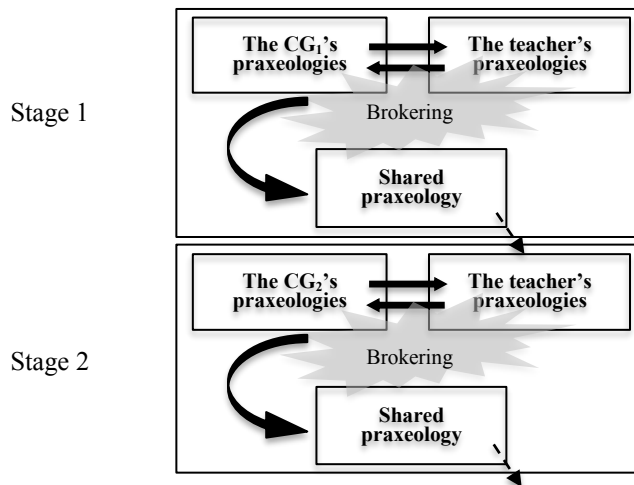 The CG₁'s
praxeologies
The teacher's
praxeologies
Stage 1
Brokering
Shared
praxeology
The CG₂'s
praxeologies
The teacher's
praxeologies
Stage 2
Brokering
Shared
praxeology